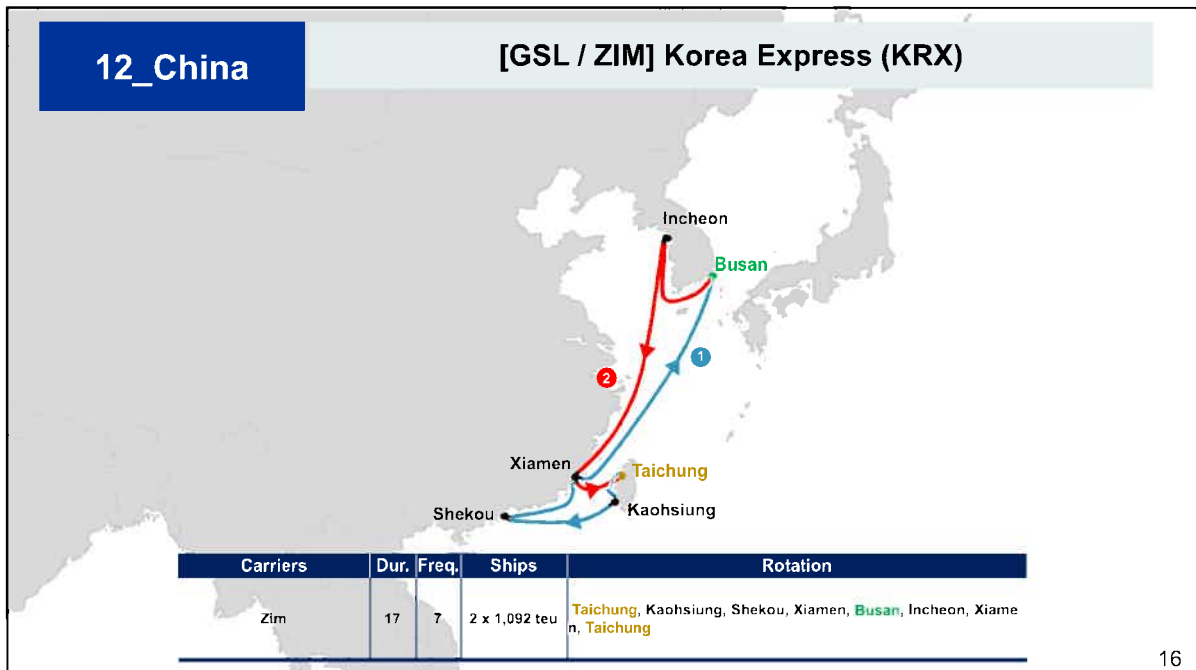 12_China
[GSL / ZIM] Korea Express (KRX)
Incheon
Busan
1
2
Xiamen
Taichung
Shekou
Kaohsiung
Carriers Dur. Freq. Ships Rotation
Zim 17 7 2 x 1,092 teu Taichung, Kaohsiung, Shekou, Xiamen, Busan, Incheon, Xiame
n, Taichung
16